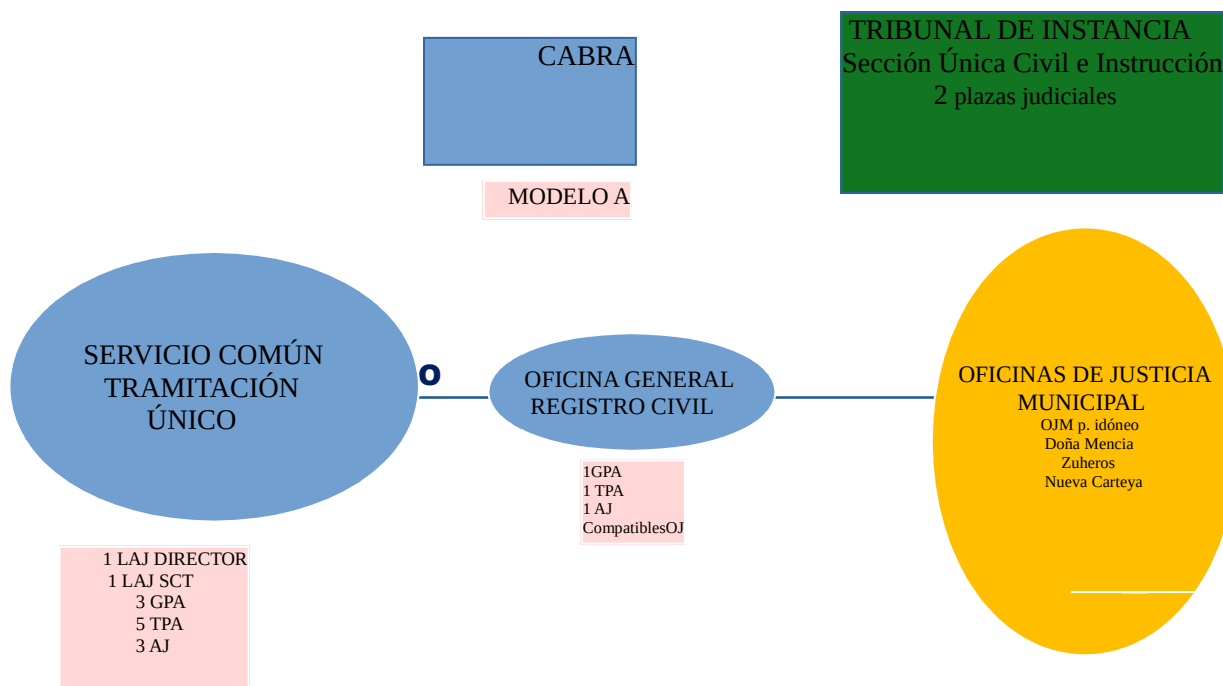 CABRA
TRIBUNAL DE INSTANCIA
Sección Única Civil e Instrucción
2 plazas judiciales
MODELO A
SERVICIO COMÚN
TRAMITACIÓN
ÚNICO
o
OFICINA GENERAL
REGISTRO CIVIL
OFICINAS DE JUSTICIA
MUNICIPAL
OJM p. idóneo
Doña Mencia
Zuheros
Nueva Carteya
1GPA
1 TPA
1 AJ
CompatiblesOJ
1 LAJ DIRECTOR
1 LAJ SCT
3 GPA
5 TPA
3 AJ